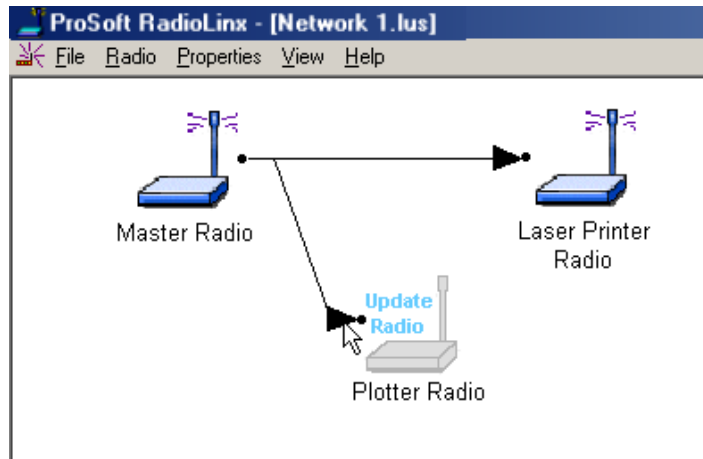 ProSoft RadioLinx - [Network 1.lus]
File Radio Properties View Help
Master Radio
Laser Printer
Radio
Update
Radio
Plotter Radio